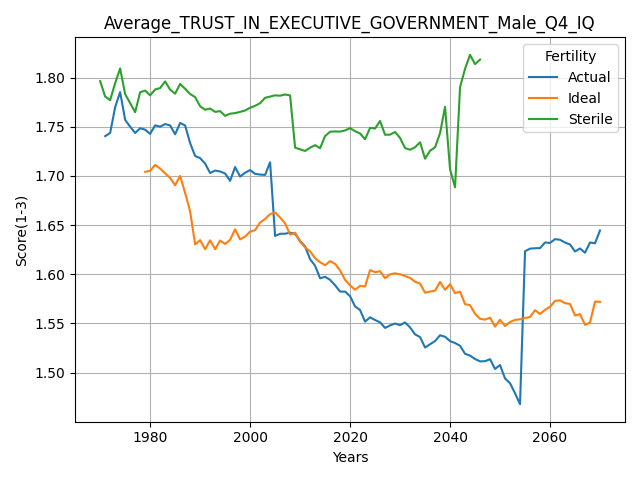 Average_TRUST_IN_EXECUTIVE_GOVERNMENT_Male_Q4_IQ
Fertility
Actual
Ideal
Sterile
Score(1-3)
1.80
1.75
1.70
1.65
1.60
1.55
1.50
1980
2000
2020
2040
2060
Years